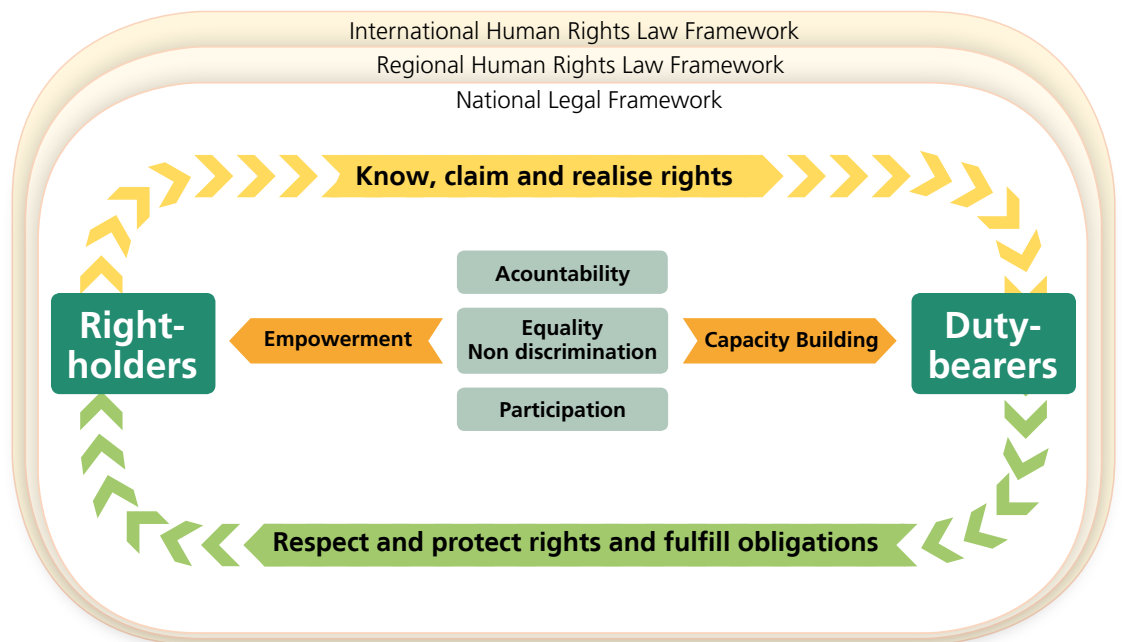 International Human Rights Law Framework
Regional Human Rights Law Framework
National Legal Framework
Know, claim and realise rights
Acountability
Right-
holders
Empowerment
Equality
Non discrimination
Capacity Building
Duty-
bearers
Participation
Respect and protect rights and fulfill obligations